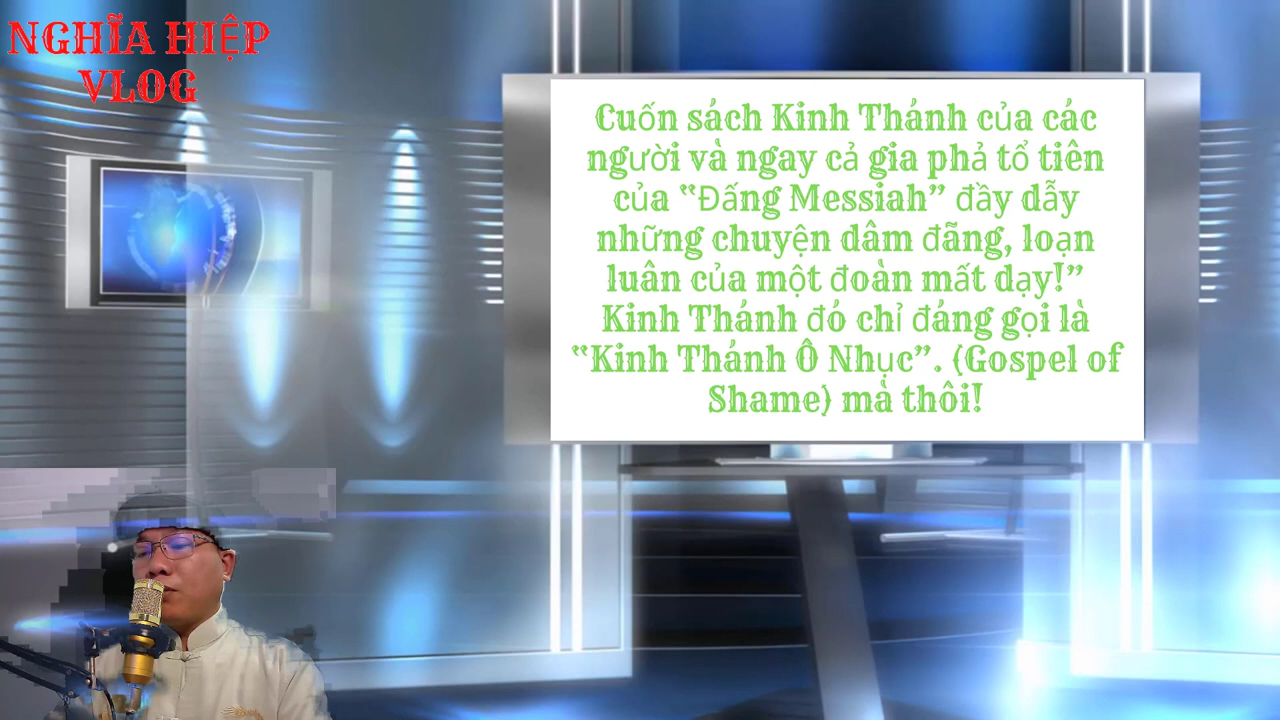 NGHĨA HIỆP
VLOG
Cuốn sách Kinh Thánh của các
người và ngay cả gia phả tổ tiên
của “Đấng Messiah” đầy dẫy
những chuyện dâm đãng, loạn
luân của một đoàn mất dạy!”
Kinh Thánh đó chỉ đáng gọi là
“Kinh Thánh Ô Nhục”. (Gospel of
Shame) mà thôi!